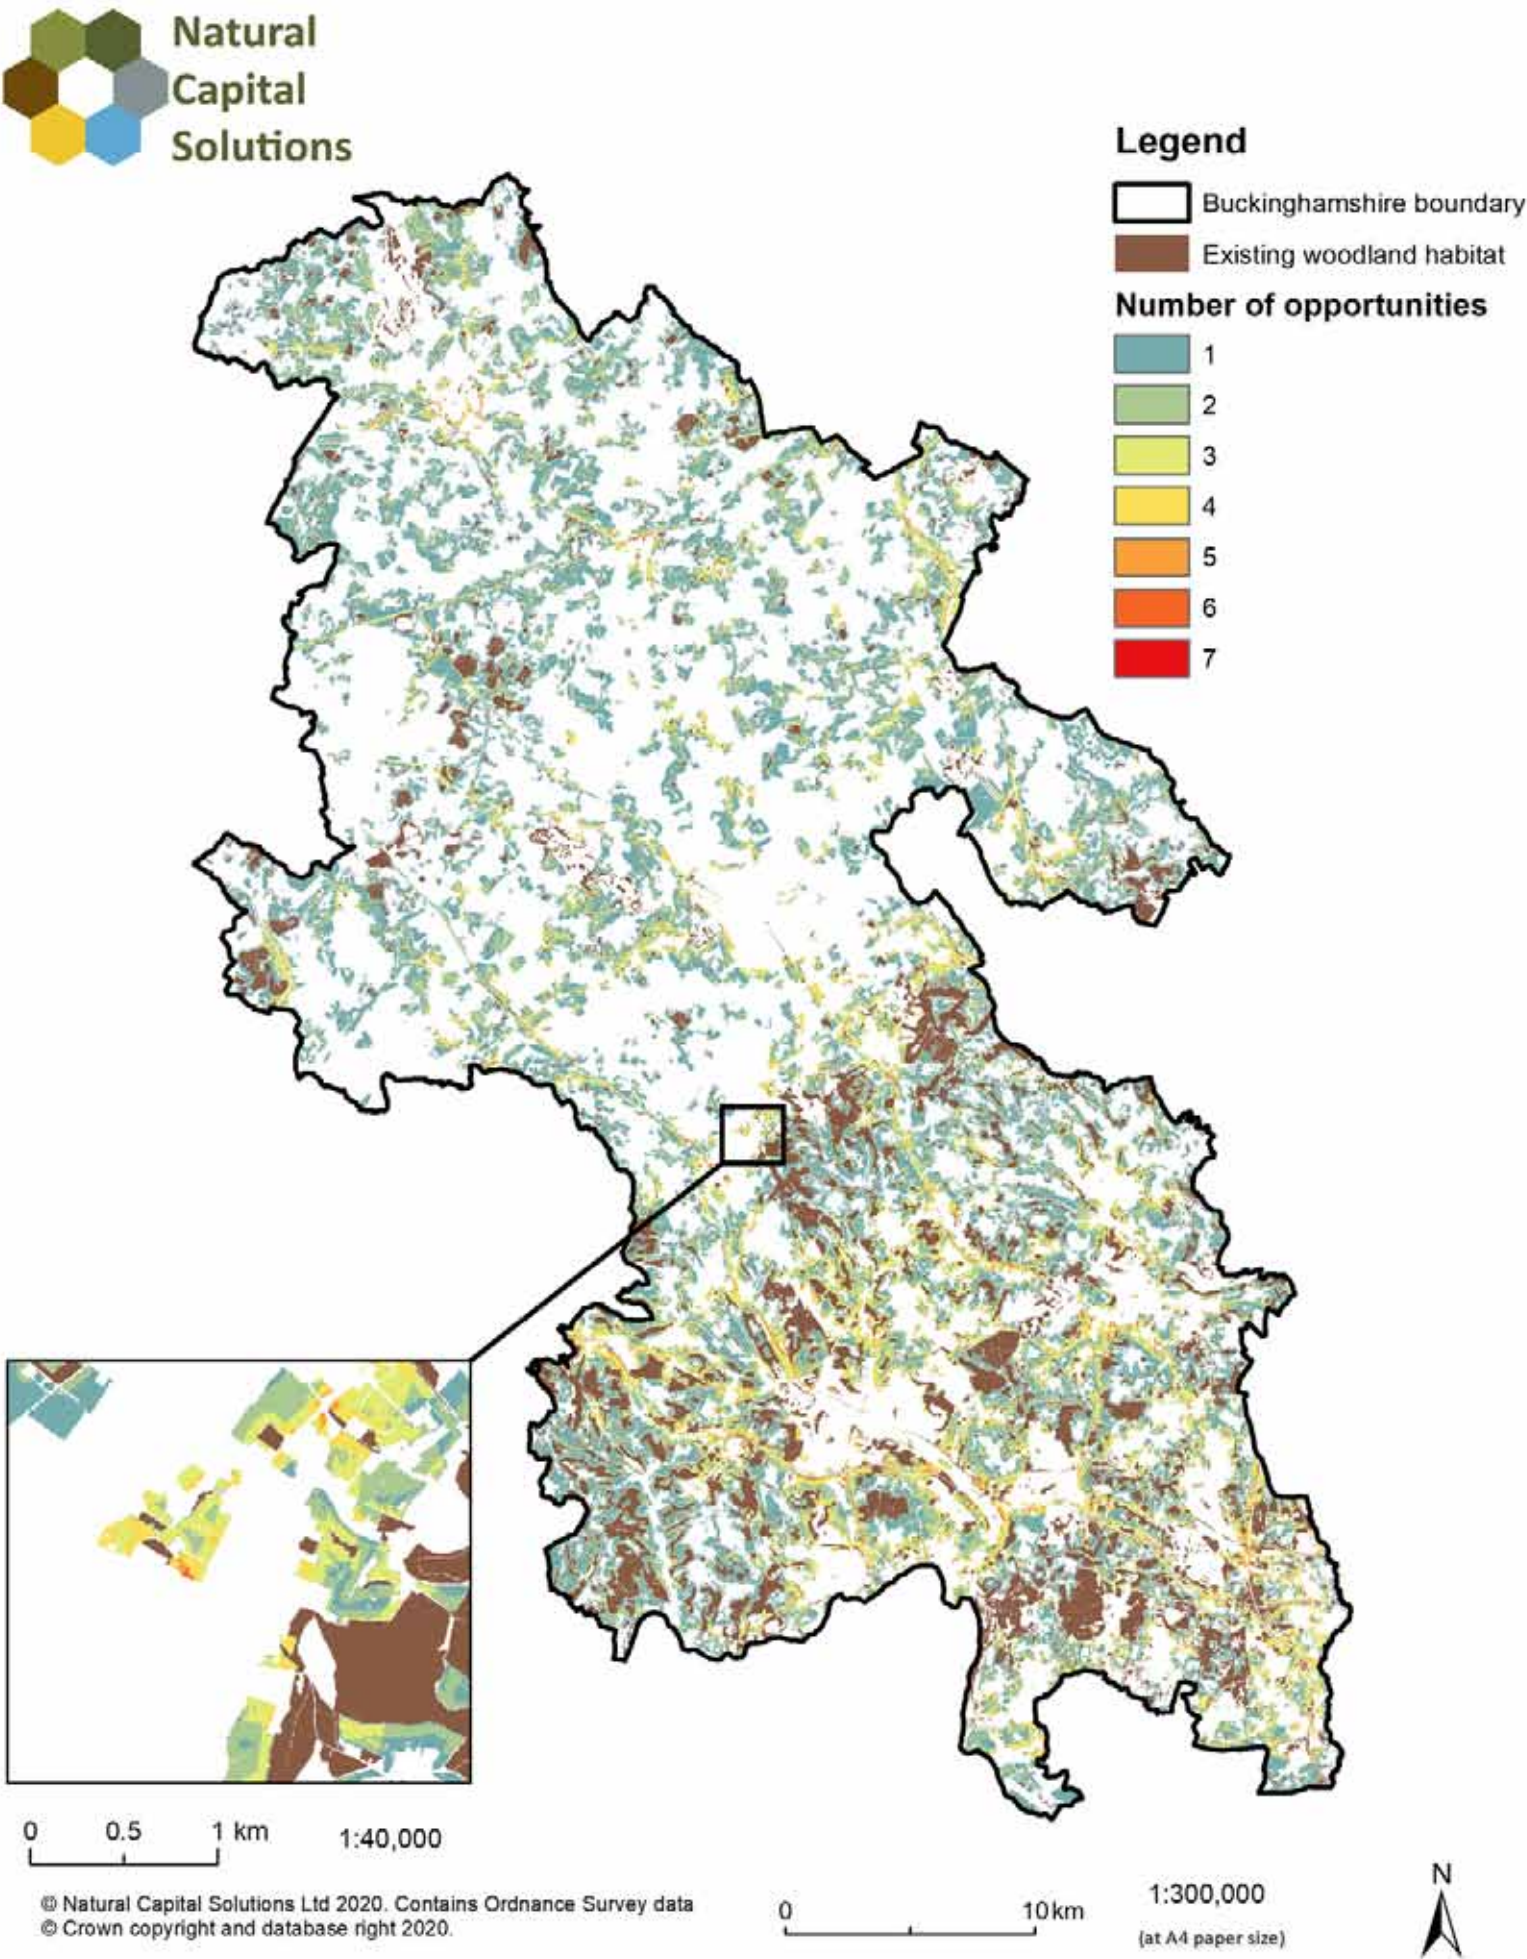 Natural
Capital
Solutions
Legend
Buckinghamshire boundary
Existing woodland habitat
Number of opportunities
1
2
3
4
5
6
7
0 0.5 1 km
1:40,000
© Natural Capital Solutions Ltd 2020. Contains Ordnance Survey data
© Crown copyright and database right 2020.
0 10km
1:300,000
(at A4 paper size)
N